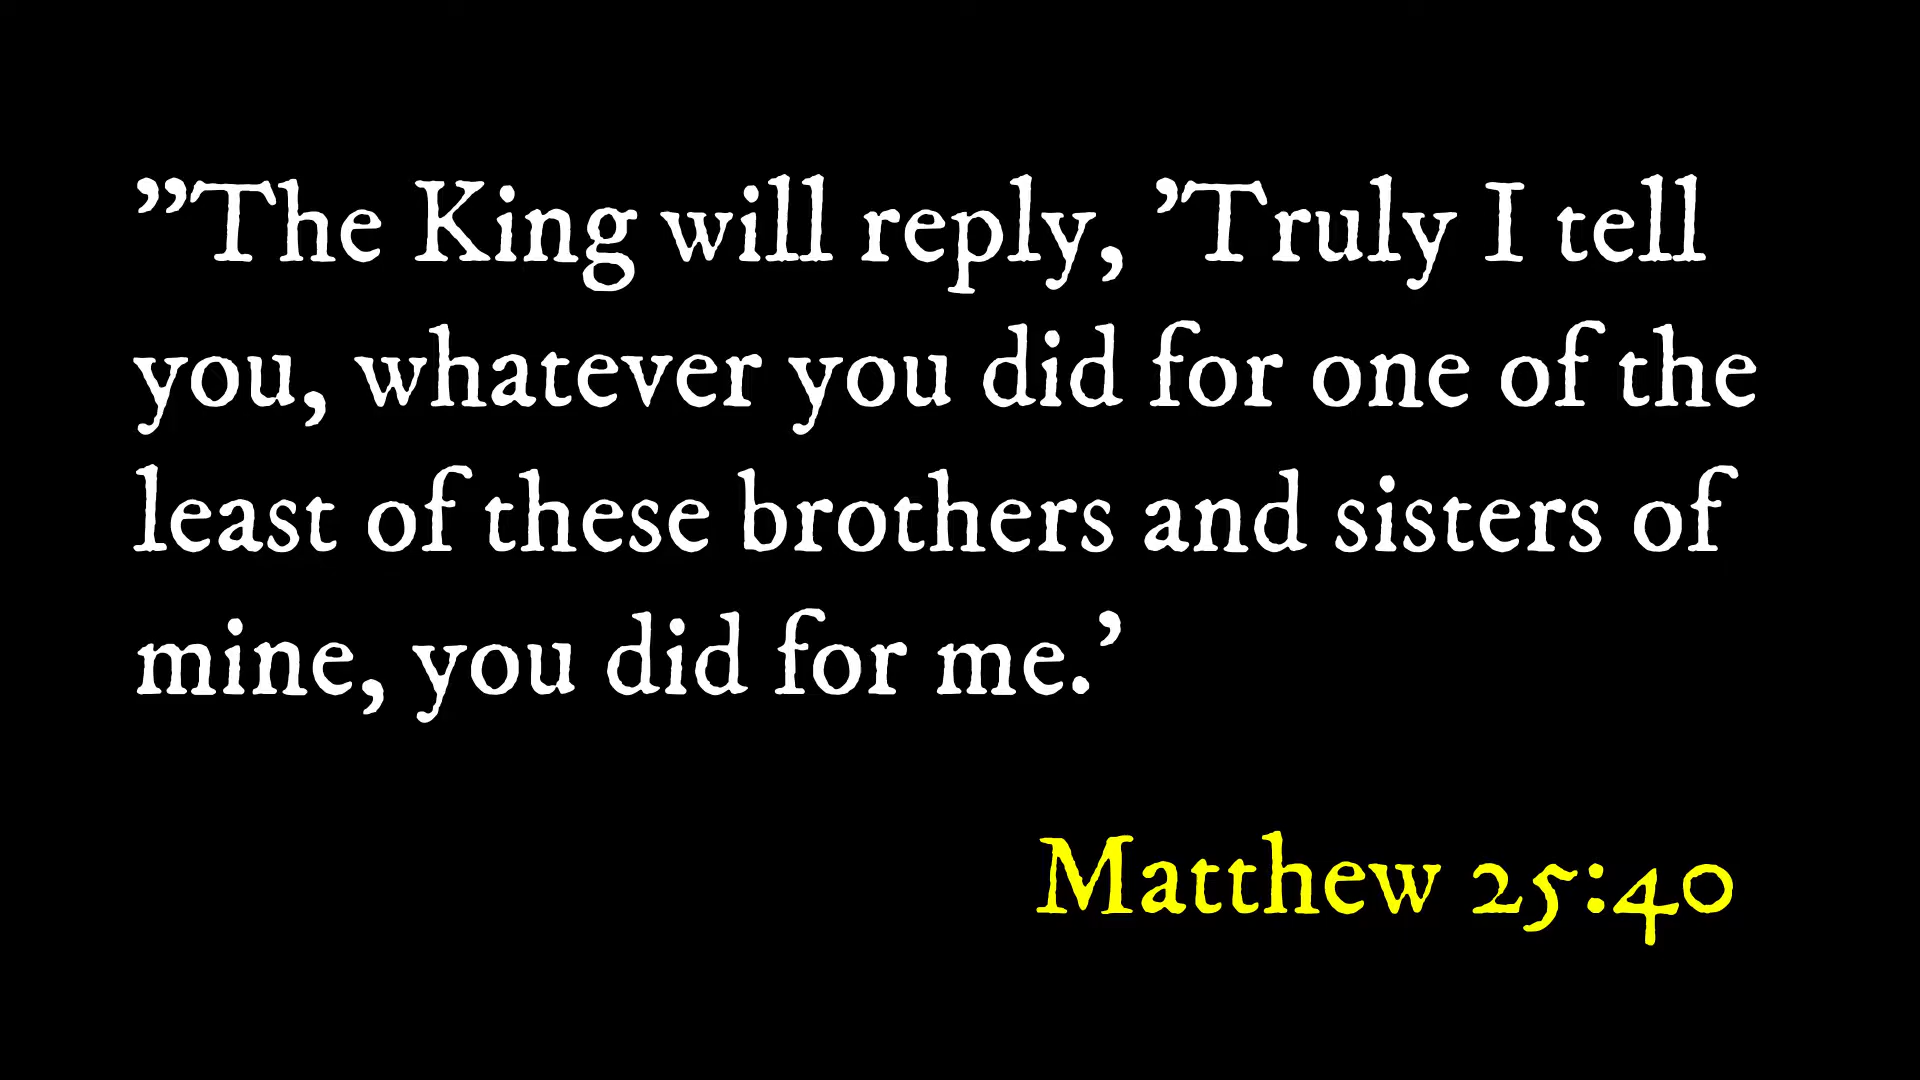 ”The King will reply, ’Truly I tell
you, whatever you did for one of the
least of these brothers and sisters of
mine, you did for me.’
Matthew 25:40